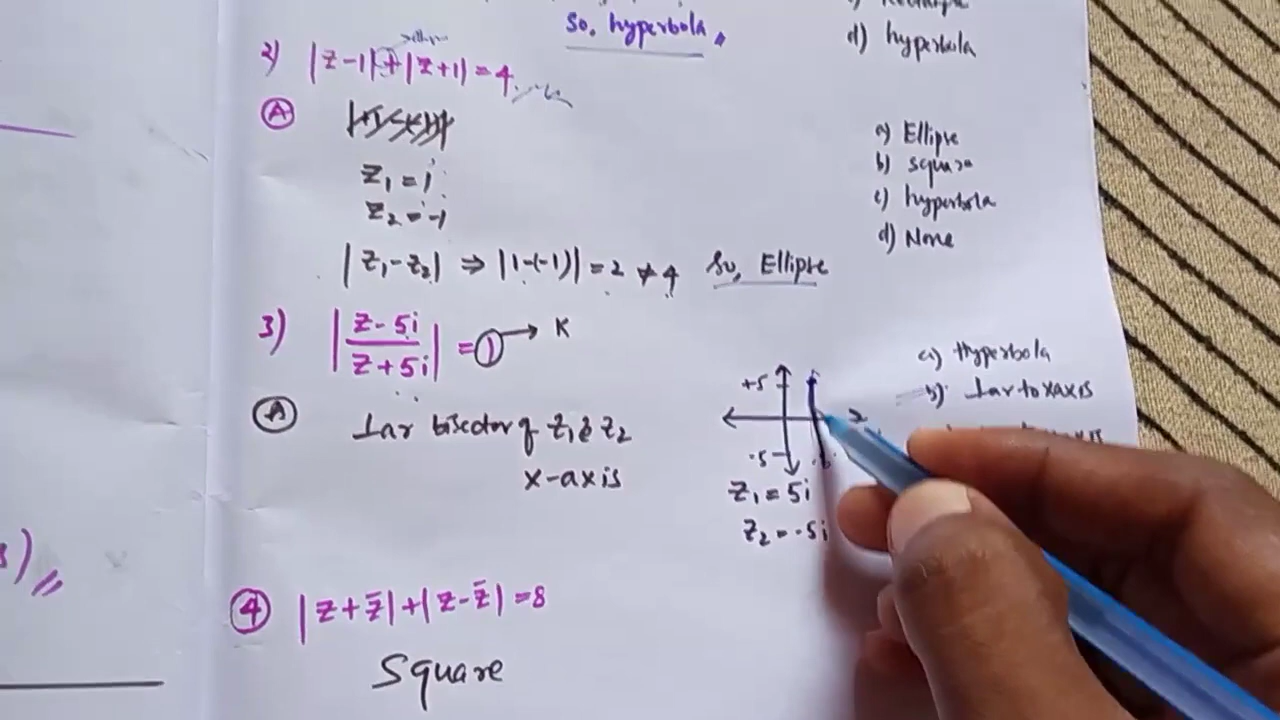 So, hyperbola
d) hyperbola
2) |z-1|+|z+1|=4
(A)
z₁ = i
z₂ = -1
|z₁-z₂| ⇒ |1-(-1)| = 2 ≠ 4 So, Ellipse
a) Ellipse
b) square
c) hyperbola
d) None
3) |z-5i / z+5i| = 1 → K
(A) ⊥ar bisector of z₁ & z₂
x-axis
+5
-5
z₁ = 5i
z₂ = -5i
a) Hyperbola
b) ⊥ar to X AXIS
(4) |z+z̄|+|z-z̄|=8
Square